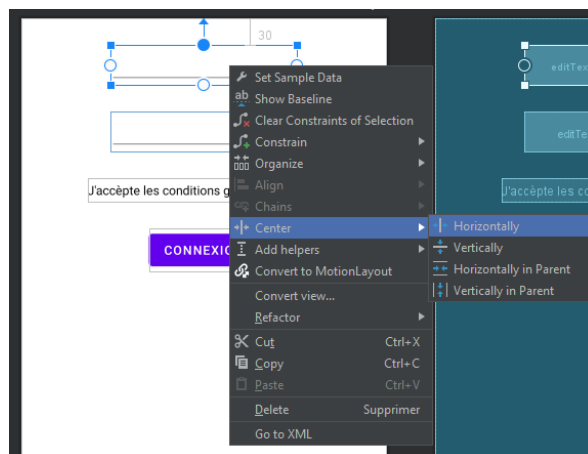 30
editTex
Set Sample Data
Show Baseline
Clear Constraints of Selection
Constrain
editTe
Organize
Align
J'accèpte les conditions g
J'accèpte les co
Chains
Center
Horizontally
CONNEXIO
Add helpers
Vertically
Convert to MotionLayout
Horizontally in Parent
Convert view...
Vertically in Parent
Refactor
Cut Ctrl+X
Copy Ctrl+C
Paste Ctrl+V
Delete Supprimer
Go to XML